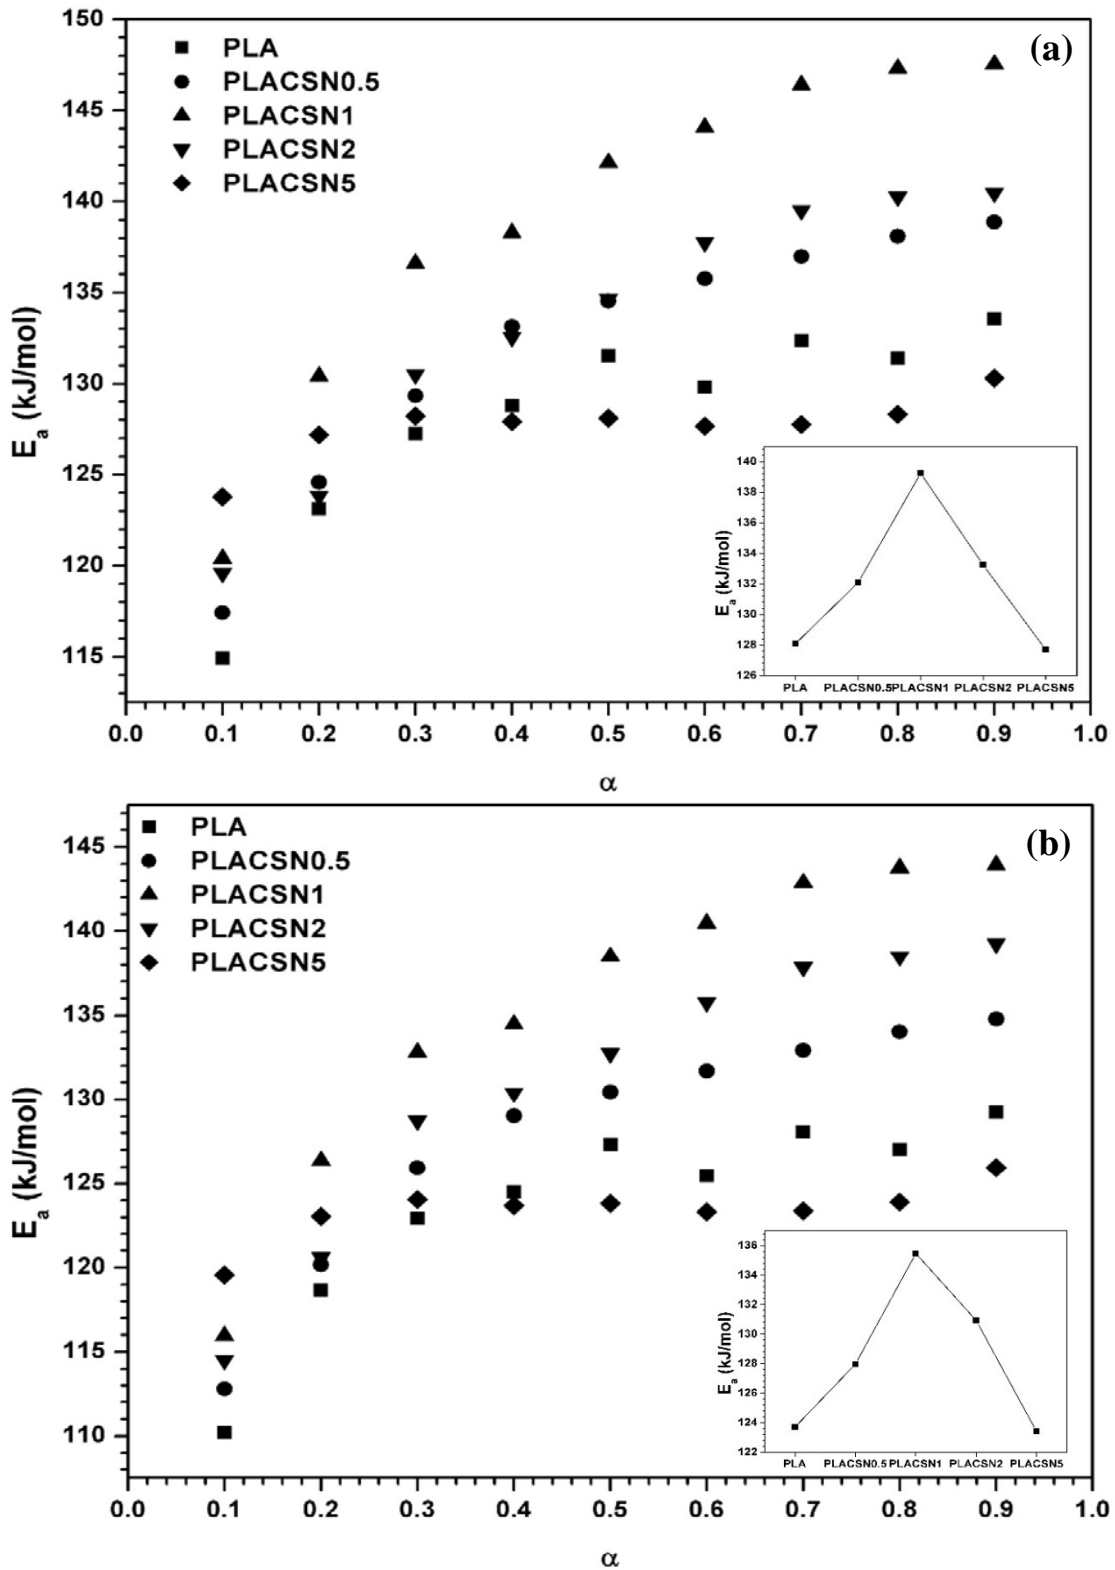 (a)
PLA
PLACSN0.5
PLACSN1
PLACSN2
PLACSN5
150
145
140
135
130
125
120
115
Ea (kJ/mol)
0.0 0.1 0.2 0.3 0.4 0.5 0.6 0.7 0.8 0.9 1.0
α
140
138
136
134
132
130
128
126
Ea (kJ/mol)
PLA PLACSN0.5 PLACSN1 PLACSN2 PLACSN5
(b)
PLA
PLACSN0.5
PLACSN1
PLACSN2
PLACSN5
145
140
135
130
125
120
115
110
Ea (kJ/mol)
0.0 0.1 0.2 0.3 0.4 0.5 0.6 0.7 0.8 0.9 1.0
α
136
134
132
130
128
126
124
122
Ea (kJ/mol)
PLA PLACSN0.5 PLACSN1 PLACSN2 PLACSN5